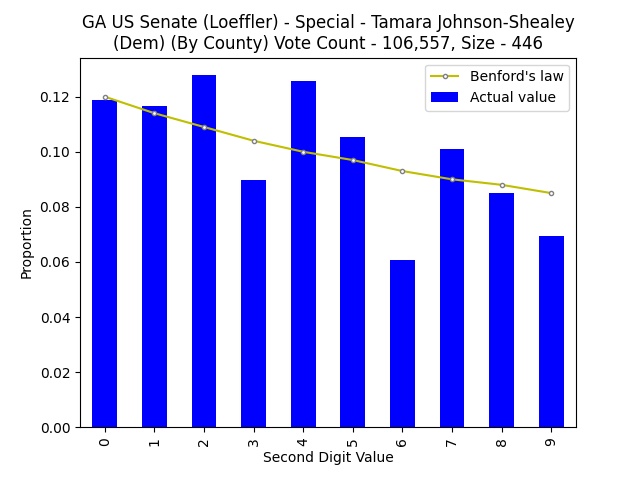 GA US Senate (Loeffler) - Special - Tamara Johnson-Shealey
(Dem) (By County) Vote Count - 106,557, Size - 446
Benford's law
Actual value
0.12
0.10
0.08
0.06
0.04
0.02
0.00
Proportion
0 1 2 3 4 5 6 7 8 9
Second Digit Value